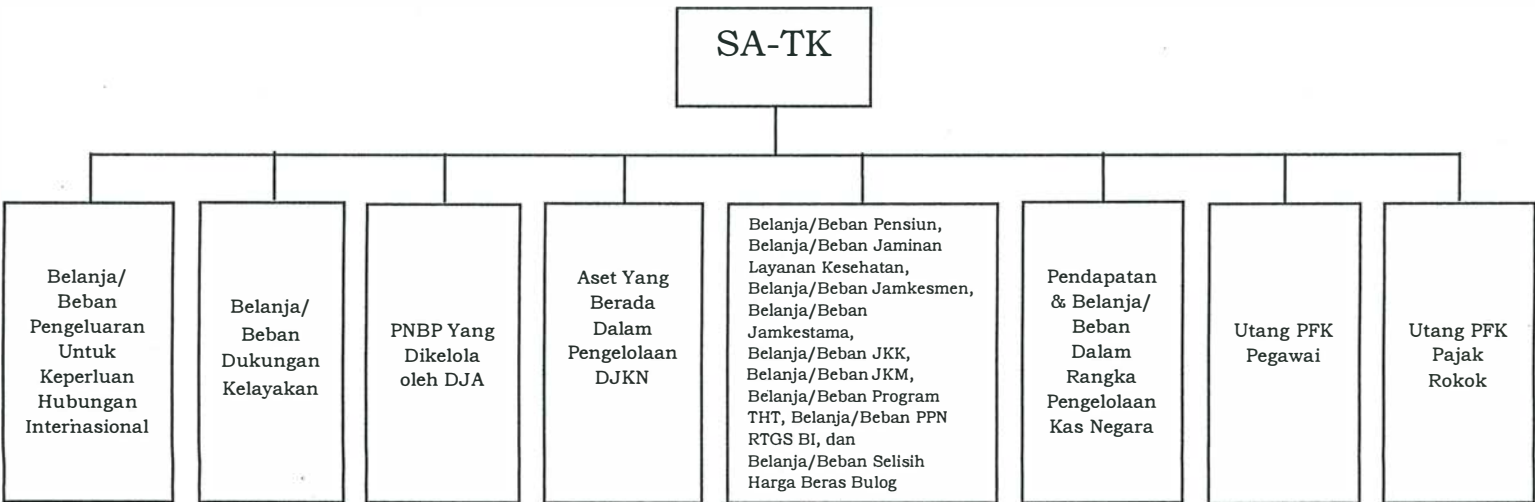 SA-TK
Belanja/
Beban
Pengeluaran
Untuk
Keperluan
Hubungan
Internasional
Belanja/
Beban
Dukungan
Kelayakan
PNBP Yang
Dikelola
oleh DJA
Aset Yang
Berada
Dalam
Pengelolaan
DJKN
Belanja/Beban Pensiun,
Belanja/Beban Jaminan
Layanan Kesehatan,
Belanja/Beban Jamkesmen,
Belanja/Beban
Jamkestama,
Belanja/Beban JKK,
Belanja/Beban JKM,
Belanja/Beban Program
THT, Belanja/Beban PPN
RTGS BI, dan
Belanja/Beban Selisih
Harga Beras Bulog
Pendapatan
& Belanja/
Beban
Dalam
Rangka
Pengelolaan
Kas Negara
Utang PFK
Pegawai
Utang PFK
Pajak
Rokok